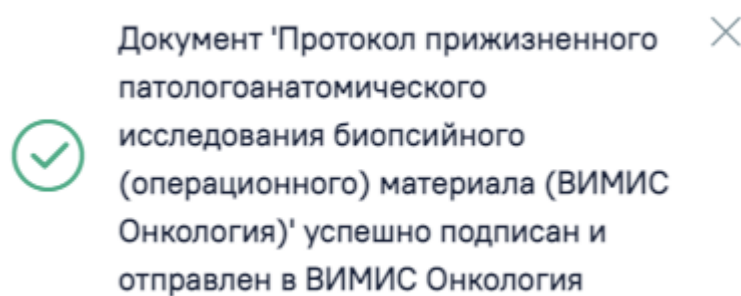 Документ 'Протокол прижизненного
патологоанатомического
исследования биопсийного
(операционного) материала (ВИМИС
Онкология)' успешно подписан и
отправлен в ВИМИС Онкология